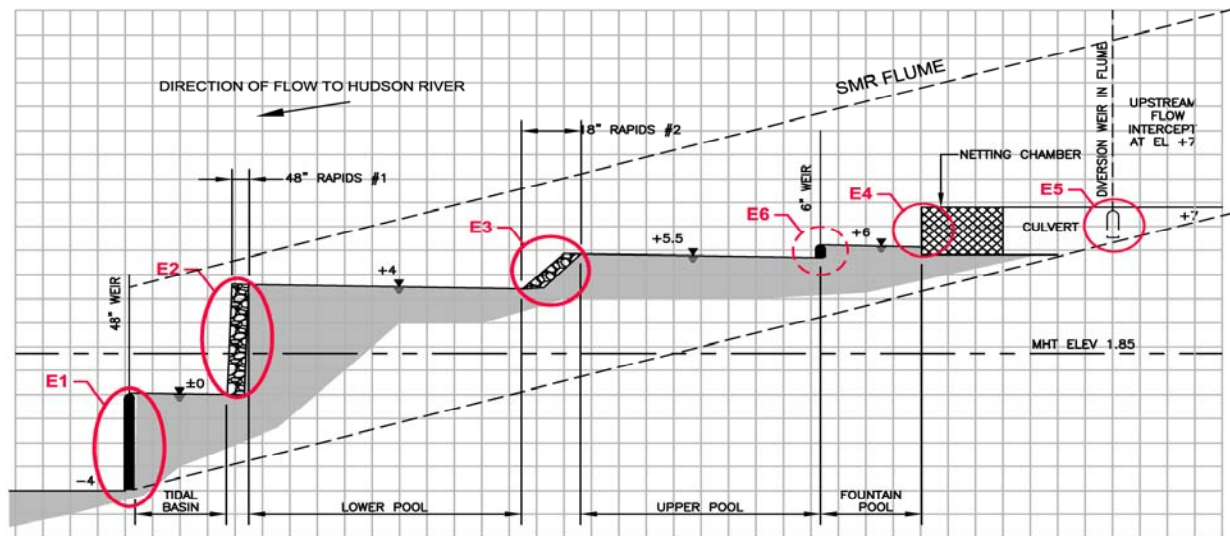 DIRECTION OF FLOW TO HUDSON RIVER
SMR FLUME
DIVERSION WEIR IN FLUME
UPSTREAM
FLOW
INTERCEPT
AT EL +7
18" RAPIDS #2
48" RAPIDS #1
NETTING CHAMBER
6" WEIR
E4
E5
E6
E3
+7
CULVERT
+6
+5.5
E2
+4
48" WEIR
MHT ELEV 1.85
E1
±0
-4
TIDAL
BASIN
LOWER POOL
UPPER POOL
FOUNTAIN
POOL